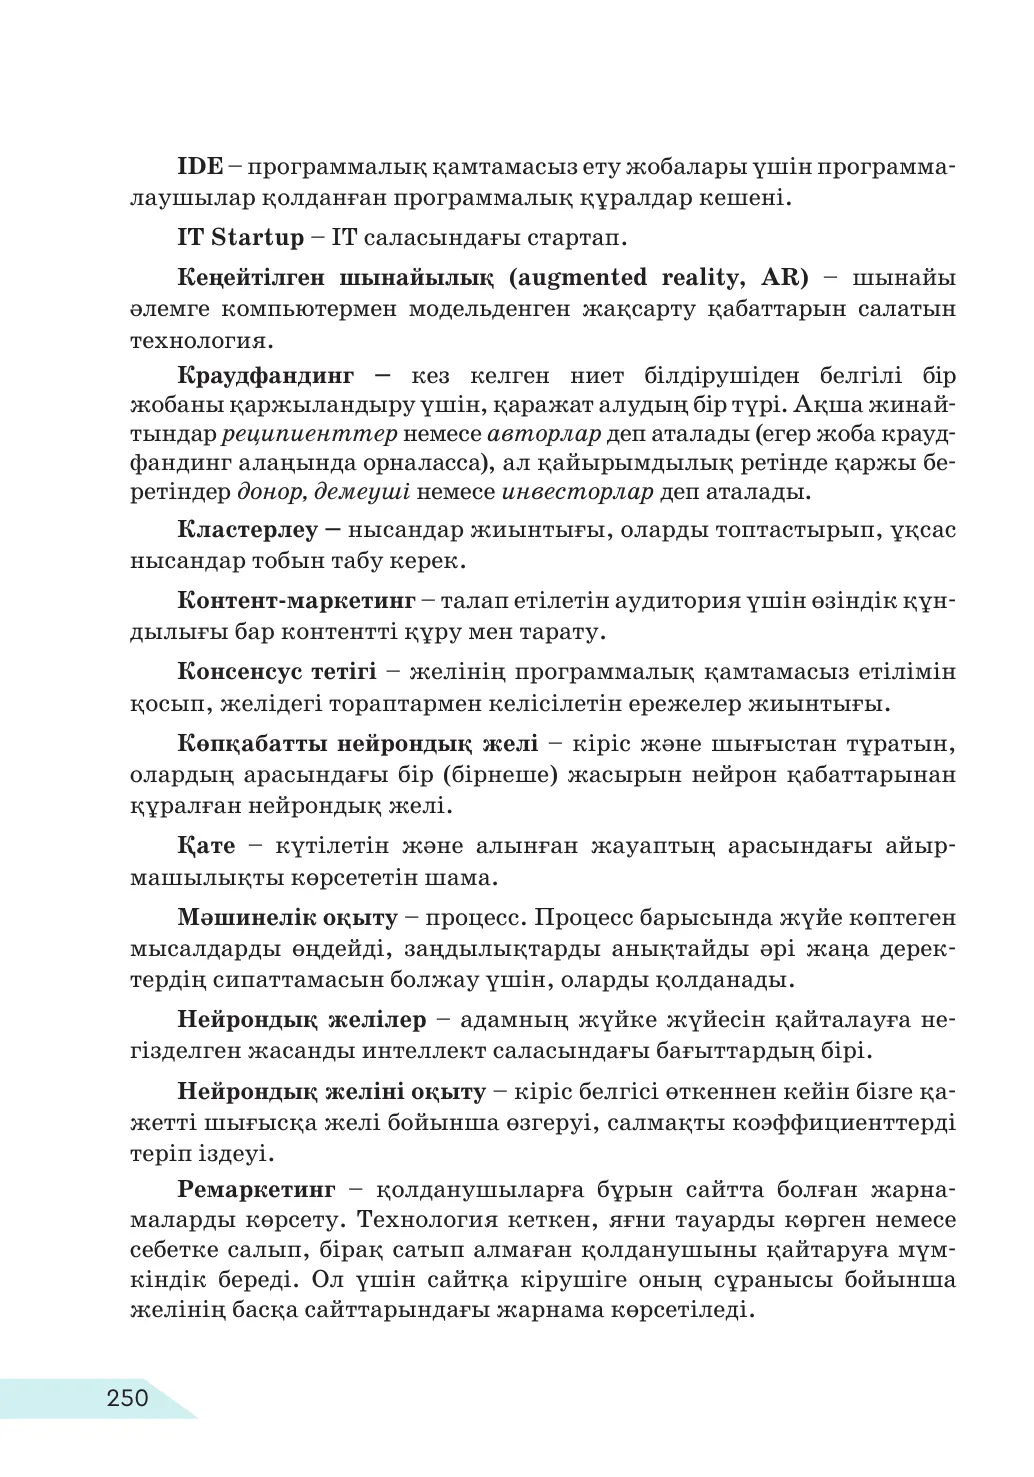 IDE – программалық қамтамасыз ету жобалары үшін программа-
лаушылар қолданған программалық құралдар кешені.
IT Startup – IT саласындағы стартап.
Кеңейтілген шынайылық (augmented reality, AR) – шынайы
әлемге компьютермен модельденген жақсарту қабаттарын салатын
технология.
Краудфандинг – кез келген ниет білдірушіден белгілі бір
жобаны қаржыландыру үшін, қаражат алудың бір түрі. Ақша жинай-
тындар реципиенттер немесе авторлар деп аталады (егер жоба крауд-
фандинг алаңында орналасса), ал қайырымдылық ретінде қаржы бе-
ретіндер донор, демеуші немесе инвесторлар деп аталады.
Кластерлеу – нысандар жиынтығы, оларды топтастырып, ұқсас
нысандар тобын табу керек.
Контент-маркетинг – талап етілетін аудитория үшін өзіндік құн-
дылығы бар контентті құру мен тарату.
Консенсус тетігі – желінің программалық қамтамасыз етілімін
қосып, желідегі тораптармен келісілетін ережелер жиынтығы.
Көпқабатты нейрондық желі – кіріс және шығыстан тұратын,
олардың арасындағы бір (бірнеше) жасырын нейрон қабаттарынан
құралған нейрондық желі.
Қате – күтілетін және алынған жауаптың арасындағы айыр-
машылықты көрсететін шама.
Мәшинелік оқыту – процесс. Процесс барысында жүйе көптеген
мысалдарды өңдейді, заңдылықтарды анықтайды әрі жаңа дерек-
тердің сипаттамасын болжау үшін, оларды қолданады.
Нейрондық желілер – адамның жүйке жүйесін қайталауға не-
гізделген жасанды интеллект саласындағы бағыттардың бірі.
Нейрондық желіні оқыту – кіріс белгісі өткеннен кейін бізге қа-
жетті шығысқа желі бойынша өзгеруі, салмақты коэффициенттерді
теріп іздеуі.
Ремаркетинг – қолданушыларға бұрын сайтта болған жарна-
маларды көрсету. Технология кеткен, яғни тауарды көрген немесе
себетке салып, бірақ сатып алмаған қолданушыны қайтаруға мүм-
кіндік береді. Ол үшін сайтқа кірушіге оның сұранысы бойынша
желінің басқа сайттарындағы жарнама көрсетіледі.
250